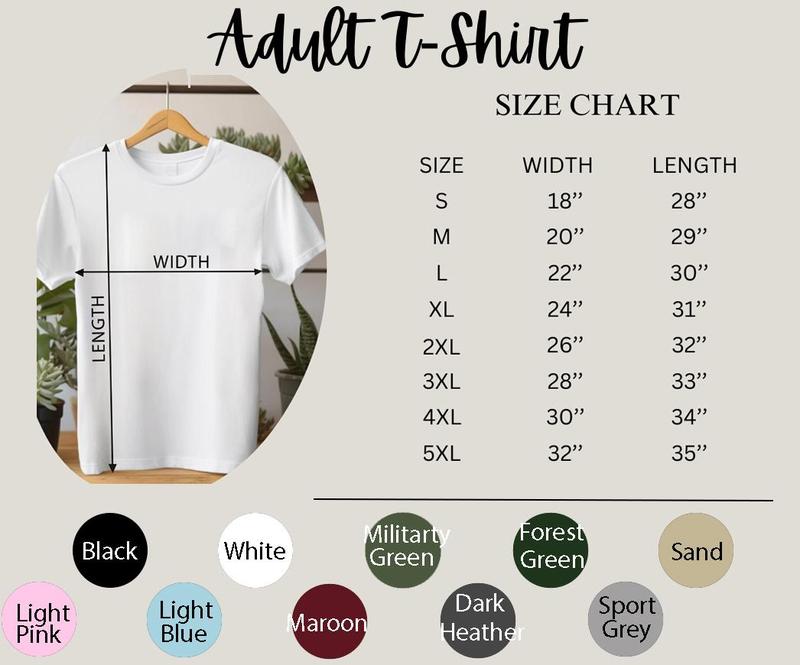 Adult T-Shirt
SIZE CHART
SIZE WIDTH LENGTH
S 18’’ 28’’
M 20’’ 29’’
L 22’’ 30’’
XL 24’’ 31’’
2XL 26’’ 32’’
3XL 28’’ 33’’
4XL 30’’ 34’’
5XL 32’’ 35’’
WIDTH
LENGTH
Black
White
Militarty
Green
Forest
Green
Sand
Light
Pink
Light
Blue
Maroon
Dark
Heather
Sport
Grey